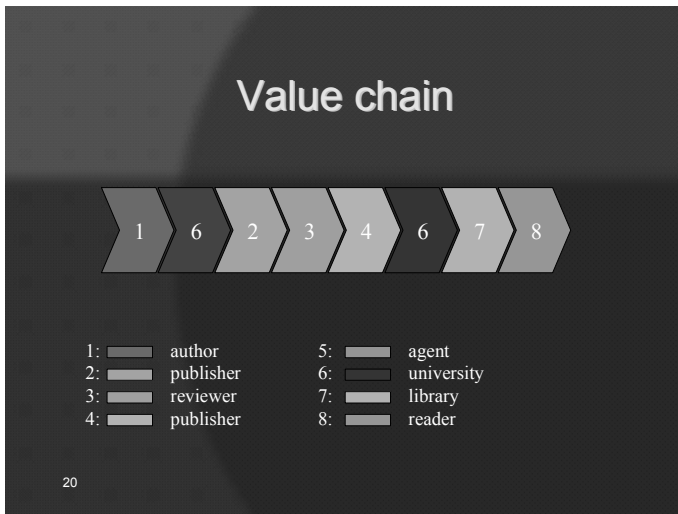 Value chain
1 6 2 3 4 6 7 8
1: author
2: publisher
3: reviewer
4: publisher
5: agent
6: university
7: library
8: reader
20